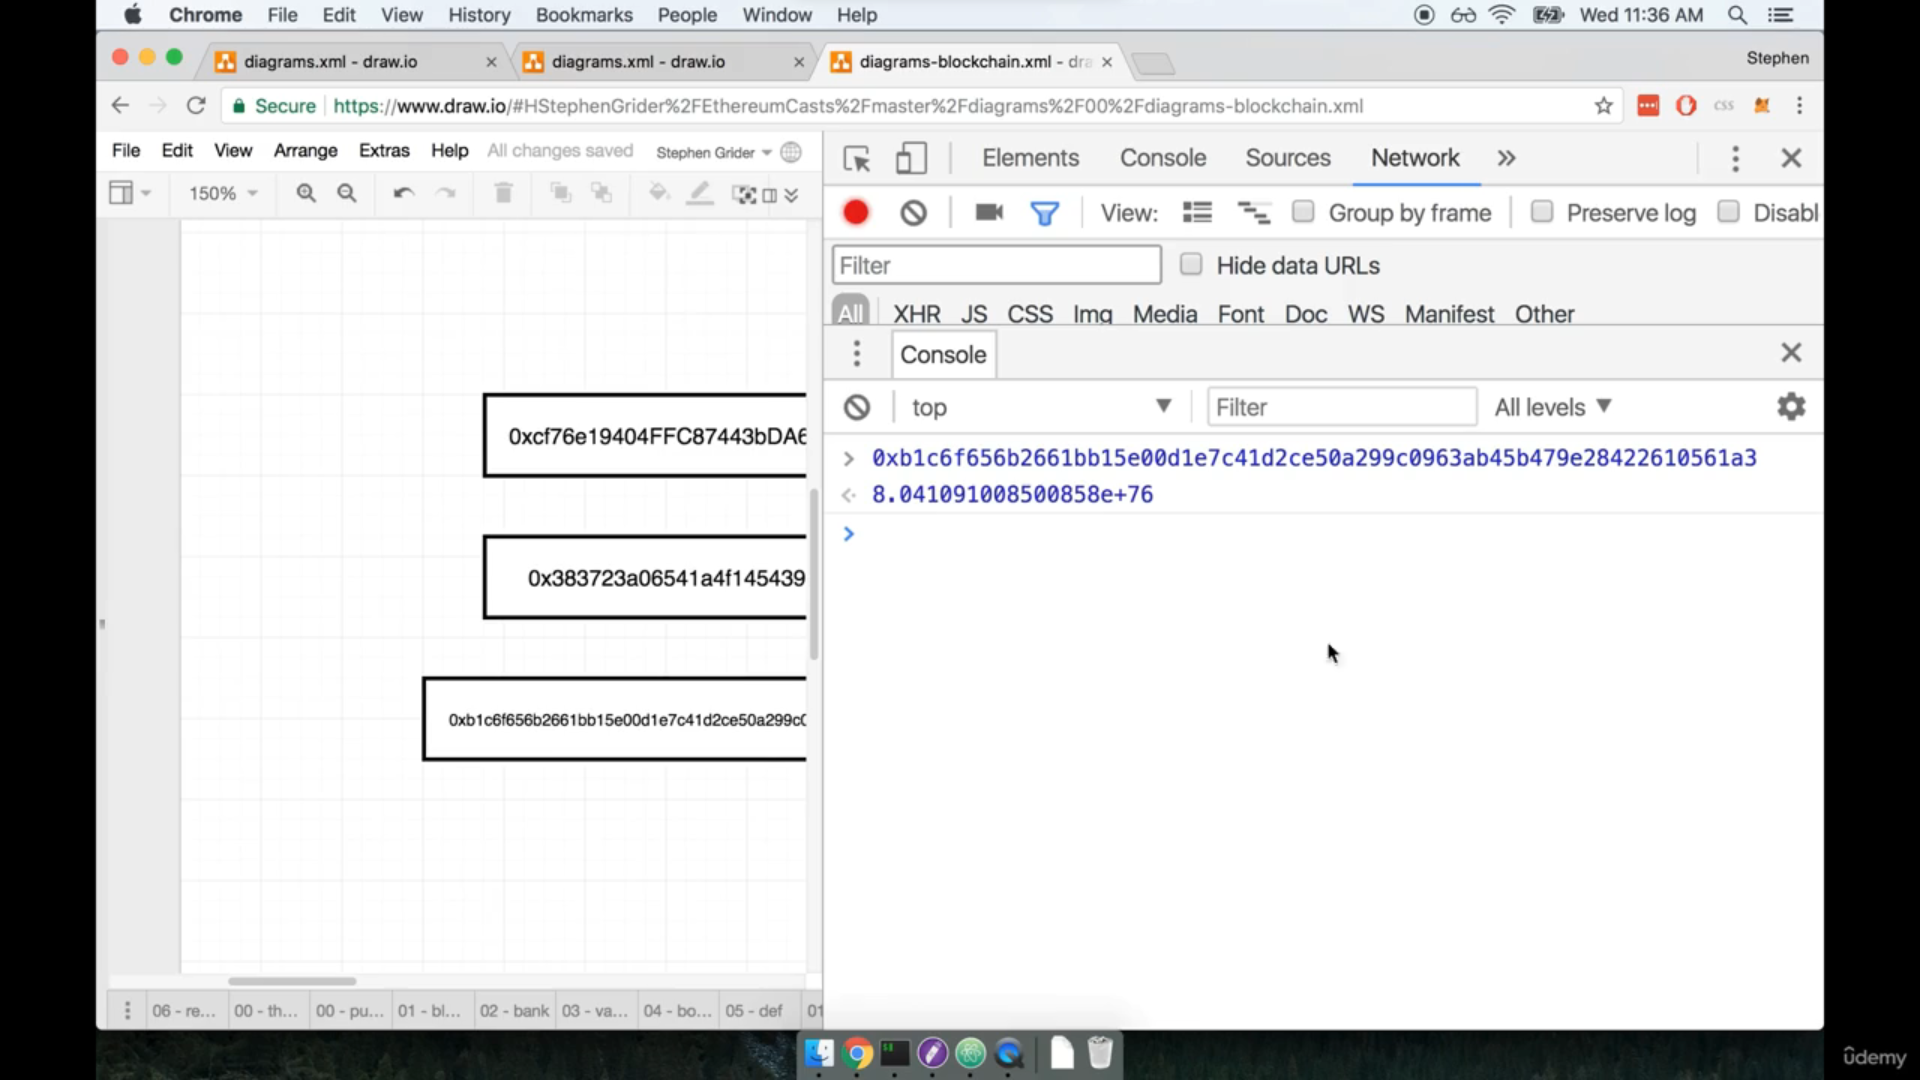 Chrome File Edit View History Bookmarks People Window Help Wed 11:36 AM
diagrams.xml - draw.io diagrams.xml - draw.io diagrams-blockchain.xml - dra Stephen
Secure https://www.draw.io/#HStephenGrider%2FEthereumCasts%2Fmaster%2Fdiagrams%2F00%2Fdiagrams-blockchain.xml css
File Edit View Arrange Extras Help All changes saved Stephen Grider
150%
Elements Console Sources Network
View: Group by frame Preserve log Disabl
Filter Hide data URLs
All XHR JS CSS Img Media Font Doc WS Manifest Other
Console
top Filter All levels
> 0xb1c6f656b2661bb15e00d1e7c41d2ce50a299c0963ab45b479e28422610561a3
8.041091008500858e+76
>
0xcf76e19404FFC87443bDA6
0x383723a06541a4f145439
0xb1c6f656b2661bb15e00d1e7c41d2ce50a299c0
06 - re... 00 - th... 00 - pu... 01 - bl... 02 - bank 03 - va... 04 - bo... 05 - def 01
ûdemy